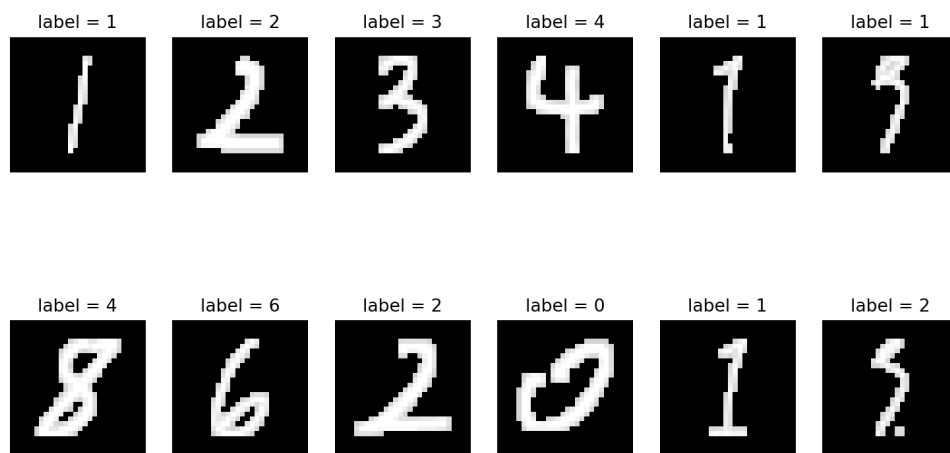 label = 1 label = 2 label = 3 label = 4 label = 1 label = 1
1 2 3 4 1
label = 4 label = 6 label = 2 label = 0 label = 1 label = 2
8 6 2 0 1